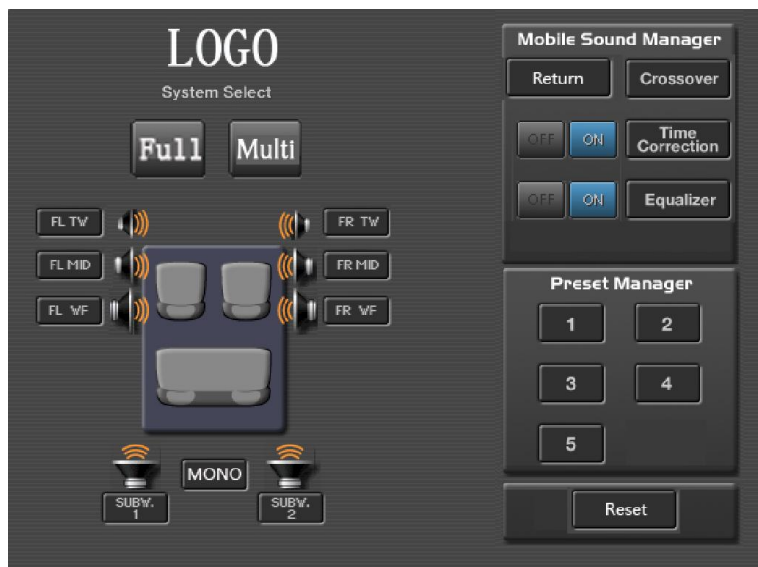 LOGO
System Select
Full
Multi
FL TW
FR TW
FL MID
FR MID
FL WF
FR WF
MONO
SUBW.
1
SUBW.
2
Mobile Sound Manager
Return
Crossover
OFF
ON
Time
Correction
OFF
ON
Equalizer
Preset Manager
1
2
3
4
5
Reset